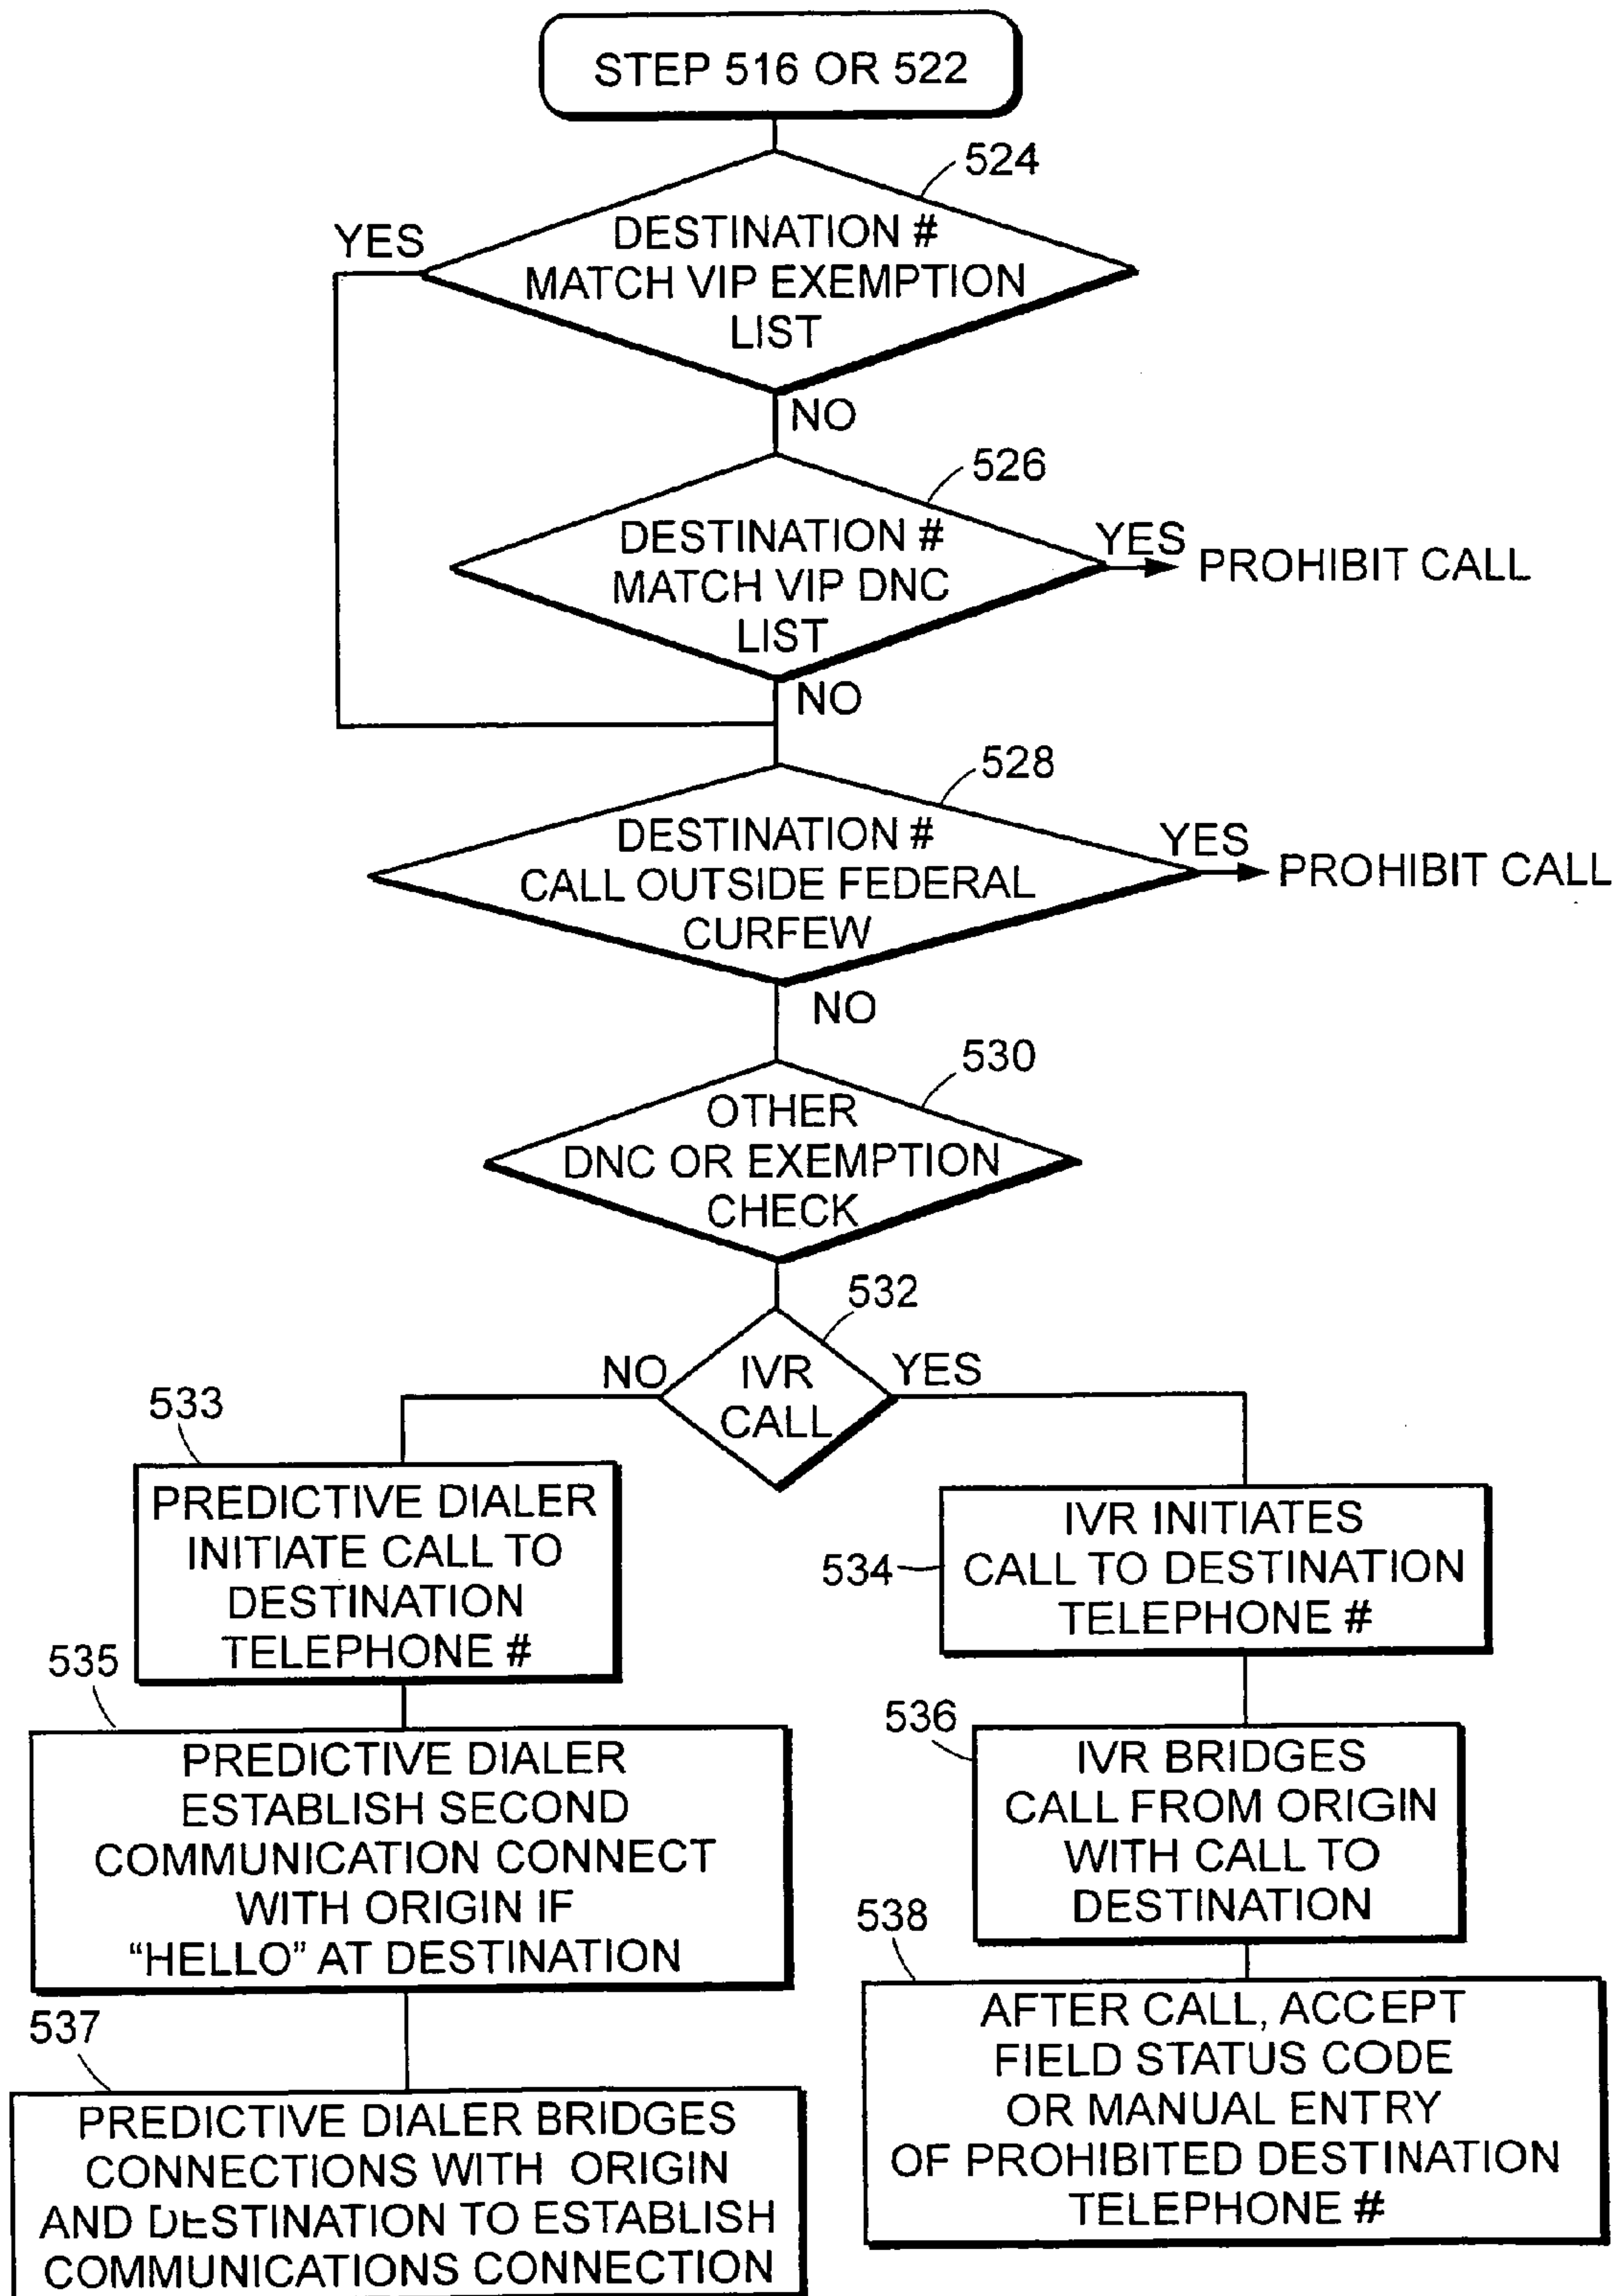 STEP 516 OR 522
524
YES
DESTINATION #
MATCH VIP EXEMPTION
LIST
NO
526
DESTINATION #
MATCH VIP DNC
LIST
YES
PROHIBIT CALL
NO
528
DESTINATION #
CALL OUTSIDE FEDERAL
CURFEW
YES
PROHIBIT CALL
NO
530
OTHER
DNC OR EXEMPTION
CHECK
532
NO
IVR
CALL
YES
533
PREDICTIVE DIALER
INITIATE CALL TO
DESTINATION
TELEPHONE #
534
IVR INITIATES
CALL TO DESTINATION
TELEPHONE #
535
PREDICTIVE DIALER
ESTABLISH SECOND
COMMUNICATION CONNECT
WITH ORIGIN IF
“HELLO” AT DESTINATION
536
IVR BRIDGES
CALL FROM ORIGIN
WITH CALL TO
DESTINATION
537
PREDICTIVE DIALER BRIDGES
CONNECTIONS WITH ORIGIN
AND DESTINATION TO ESTABLISH
COMMUNICATIONS CONNECTION
538
AFTER CALL, ACCEPT
FIELD STATUS CODE
OR MANUAL ENTRY
OF PROHIBITED DESTINATION
TELEPHONE #